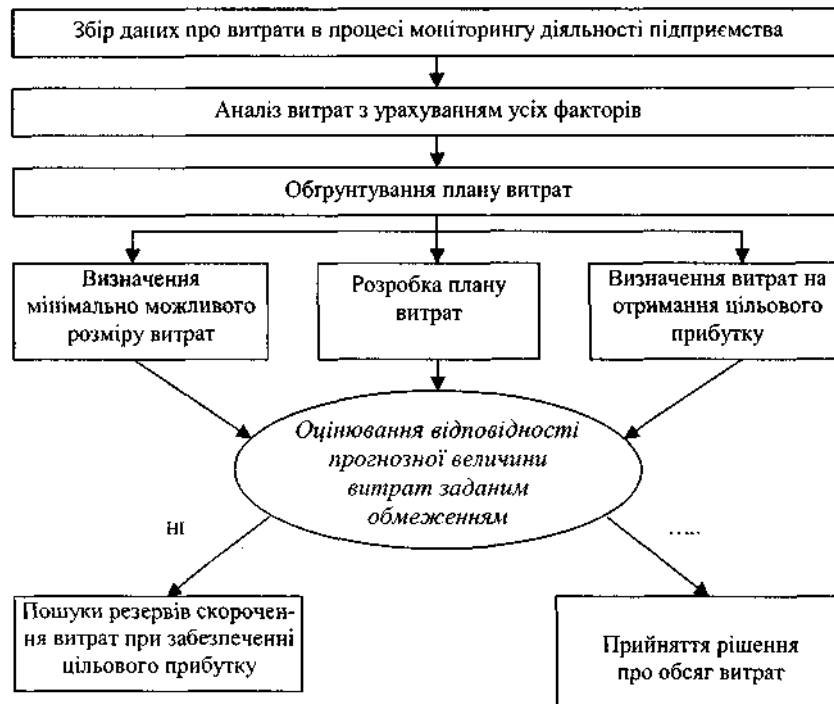 Збір даних про витрати в процесі моніторингу діяльності підприємства
Аналіз витрат з урахуванням усіх факторів
Обґрунтування плану витрат
Визначення
мінімально можливого
розміру витрат
Розробка плану
витрат
Визначення витрат на
отримання цільового
прибутку
Оцінювання відповідності
прогнозної величини
витрат заданим
обмеженням
НІ
Пошуки резервів скорочен-
ня витрат при забезпеченні
цільового прибутку
Прийняття рішення
про обсяг витрат